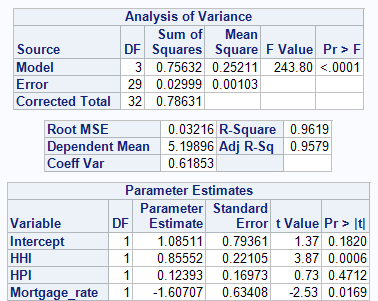 Analysis of Variance
Sum of Mean
Source DF Squares Square F Value Pr > F
Model 3 0.75632 0.25211 243.80 <.0001
Error 29 0.02999 0.00103
Corrected Total 32 0.78631
Root MSE 0.03216 R-Square 0.9619
Dependent Mean 5.19896 Adj R-Sq 0.9579
Coeff Var 0.61853
Parameter Estimates
Parameter Standard
Variable DF Estimate Error t Value Pr > |t|
Intercept 1 1.08511 0.79361 1.37 0.1820
HHI 1 0.85552 0.22105 3.87 0.0006
HPI 1 0.12393 0.16973 0.73 0.4712
Mortgage_rate 1 -1.60707 0.63408 -2.53 0.0169